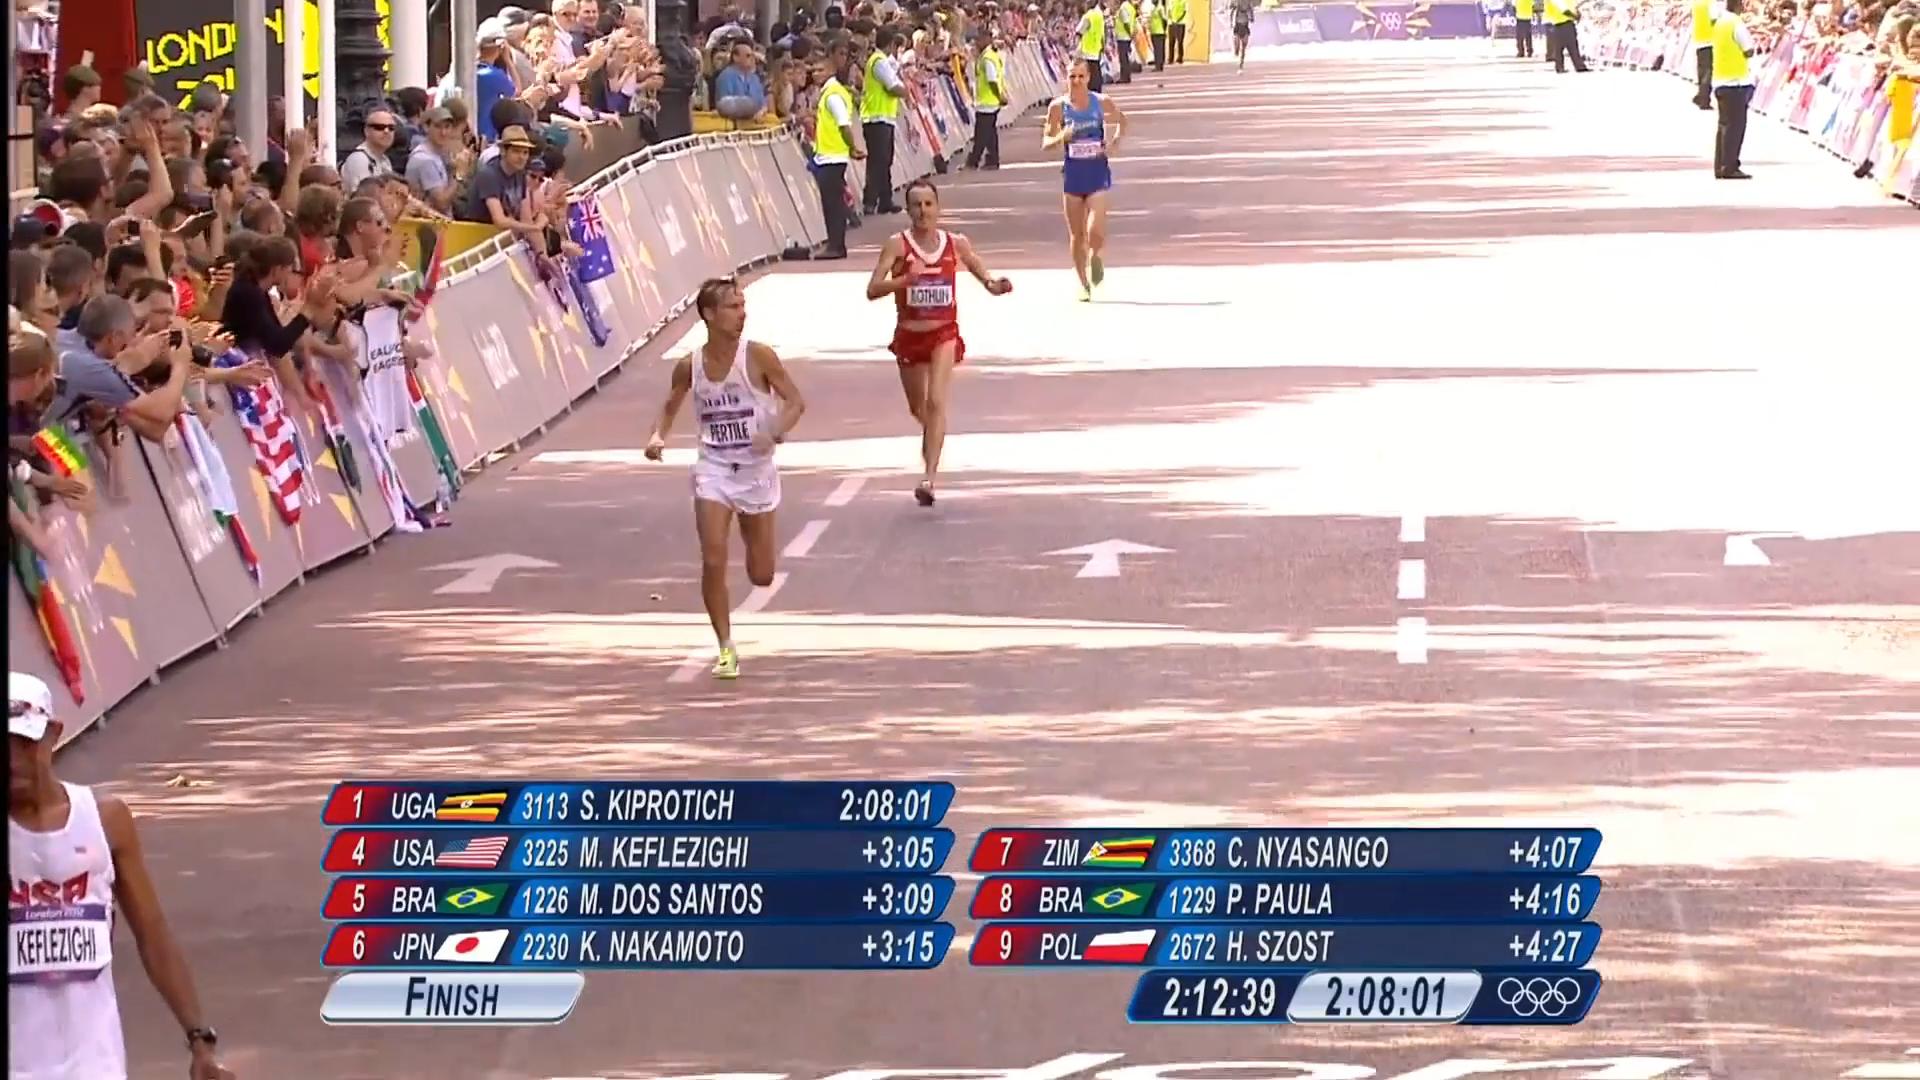 LONDON
ROTHLIN
Italia
PERTILE
USA
London 2012
KEFLEZIGHI
1 UGA 3113 S. KIPROTICH 2:08:01
4 USA 3225 M. KEFLEZIGHI +3:05
5 BRA 1226 M. DOS SANTOS +3:09
6 JPN 2230 K. NAKAMOTO +3:15
7 ZIM 3368 C. NYASANGO +4:07
8 BRA 1229 P. PAULA +4:16
9 POL 2672 H. SZOST +4:27
FINISH
2:12:39 2:08:01